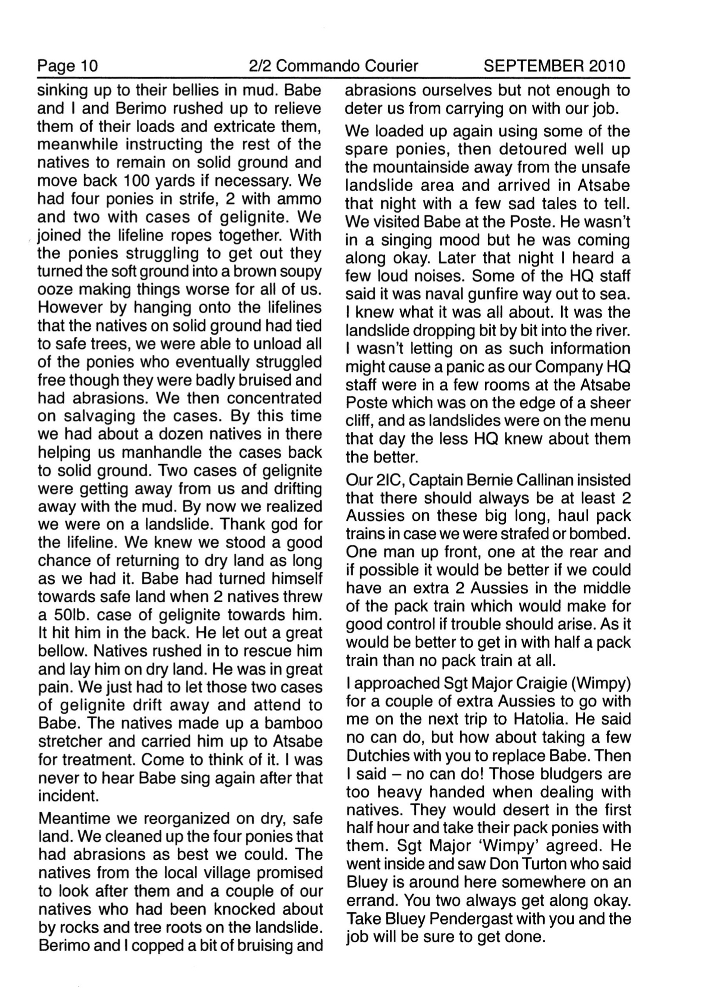 Page 10 2/2 Commando Courier SEPTEMBER 2010
sinking up to their bellies in mud. Babe
and I and Berimo rushed up to relieve
them of their loads and extricate them,
meanwhile instructing the rest of the
natives to remain on solid ground and
move back 100 yards if necessary. We
had four ponies in strife, 2 with ammo
and two with cases of gelignite. We
joined the lifeline ropes together. With
the ponies struggling to get out they
turned the soft ground into a brown soupy
ooze making things worse for all of us.
However by hanging onto the lifelines
that the natives on solid ground had tied
to safe trees, we were able to unload all
of the ponies who eventually struggled
free though they were badly bruised and
had abrasions. We then concentrated
on salvaging the cases. By this time
we had about a dozen natives in there
helping us manhandle the cases back
to solid ground. Two cases of gelignite
were getting away from us and drifting
away with the mud. By now we realized
we were on a landslide. Thank god for
the lifeline. We knew we stood a good
chance of returning to dry land as long
as we had it. Babe had turned himself
towards safe land when 2 natives threw
a 50lb. case of gelignite towards him.
It hit him in the back. He let out a great
bellow. Natives rushed in to rescue him
and lay him on dry land. He was in great
pain. We just had to let those two cases
of gelignite drift away and attend to
Babe. The natives made up a bamboo
stretcher and carried him up to Atsabe
for treatment. Come to think of it. I was
never to hear Babe sing again after that
incident.
Meantime we reorganized on dry, safe
land. We cleaned up the four ponies that
had abrasions as best we could. The
natives from the local village promised
to look after them and a couple of our
natives who had been knocked about
by rocks and tree roots on the landslide.
Berimo and I copped a bit of bruising and
abrasions ourselves but not enough to
deter us from carrying on with our job.
We loaded up again using some of the
spare ponies, then detoured well up
the mountainside away from the unsafe
landslide area and arrived in Atsabe
that night with a few sad tales to tell.
We visited Babe at the Poste. He wasn't
in a singing mood but he was coming
along okay. Later that night I heard a
few loud noises. Some of the HQ staff
said it was naval gunfire way out to sea.
I knew what it was all about. It was the
landslide dropping bit by bit into the river.
I wasn't letting on as such information
might cause a panic as our Company HQ
staff were in a few rooms at the Atsabe
Poste which was on the edge of a sheer
cliff, and as landslides were on the menu
that day the less HQ knew about them
the better.
Our 2IC, Captain Bernie Callinan insisted
that there should always be at least 2
Aussies on these big long, haul pack
trains in case we were strafed or bombed.
One man up front, one at the rear and
if possible it would be better if we could
have an extra 2 Aussies in the middle
of the pack train which would make for
good control if trouble should arise. As it
would be better to get in with half a pack
train than no pack train at all.
I approached Sgt Major Craigie (Wimpy)
for a couple of extra Aussies to go with
me on the next trip to Hatolia. He said
no can do, but how about taking a few
Dutchies with you to replace Babe. Then
I said – no can do! Those bludgers are
too heavy handed when dealing with
natives. They would desert in the first
half hour and take their pack ponies with
them. Sgt Major ‘Wimpy’ agreed. He
went inside and saw Don Turton who said
Bluey is around here somewhere on an
errand. You two always get along okay.
Take Bluey Pendergast with you and the
job will be sure to get done.